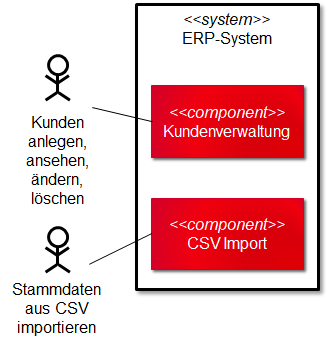 <<system>>
ERP-System
<<component>>
Kundenverwaltung
Kunden
anlegen,
ansehen,
ändern,
löschen
<<component>>
CSV Import
Stammdaten
aus CSV
importieren